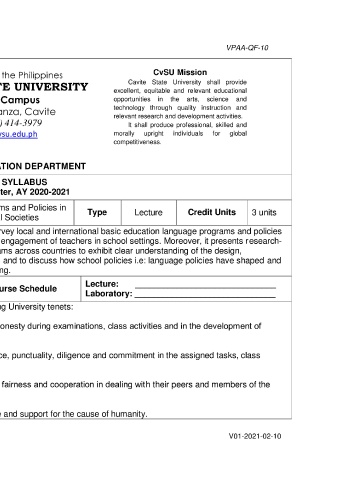 VPAA-QF-10
the Philippines
TE UNIVERSITY
Campus
anza, Cavite
) 414-3979
vsu.edu.ph
CvSU Mission
Cavite State University shall provide
excellent, equitable and relevant educational
opportunities in the arts, science and
technology through quality instruction and
relevant research and development activities.
It shall produce professional, skilled and
morally upright individuals for global
competitiveness.
ATION DEPARTMENT
SYLLABUS
ter, AY 2020-2021
ms and Policies in
l Societies
Type
Lecture
Credit Units
3 units
rvey local and international basic education language programs and policies
engagement of teachers in school settings. Moreover, it presents research-
ams across countries to exhibit clear understanding of the design,
and to discuss how school policies i.e: language policies have shaped and
ng.
urse Schedule
Lecture:
Laboratory:
ng University tenets:
onesty during examinations, class activities and in the development of
ce, punctuality, diligence and commitment in the assigned tasks, class
fairness and cooperation in dealing with their peers and members of the
e and support for the cause of humanity.
V01-2021-02-10